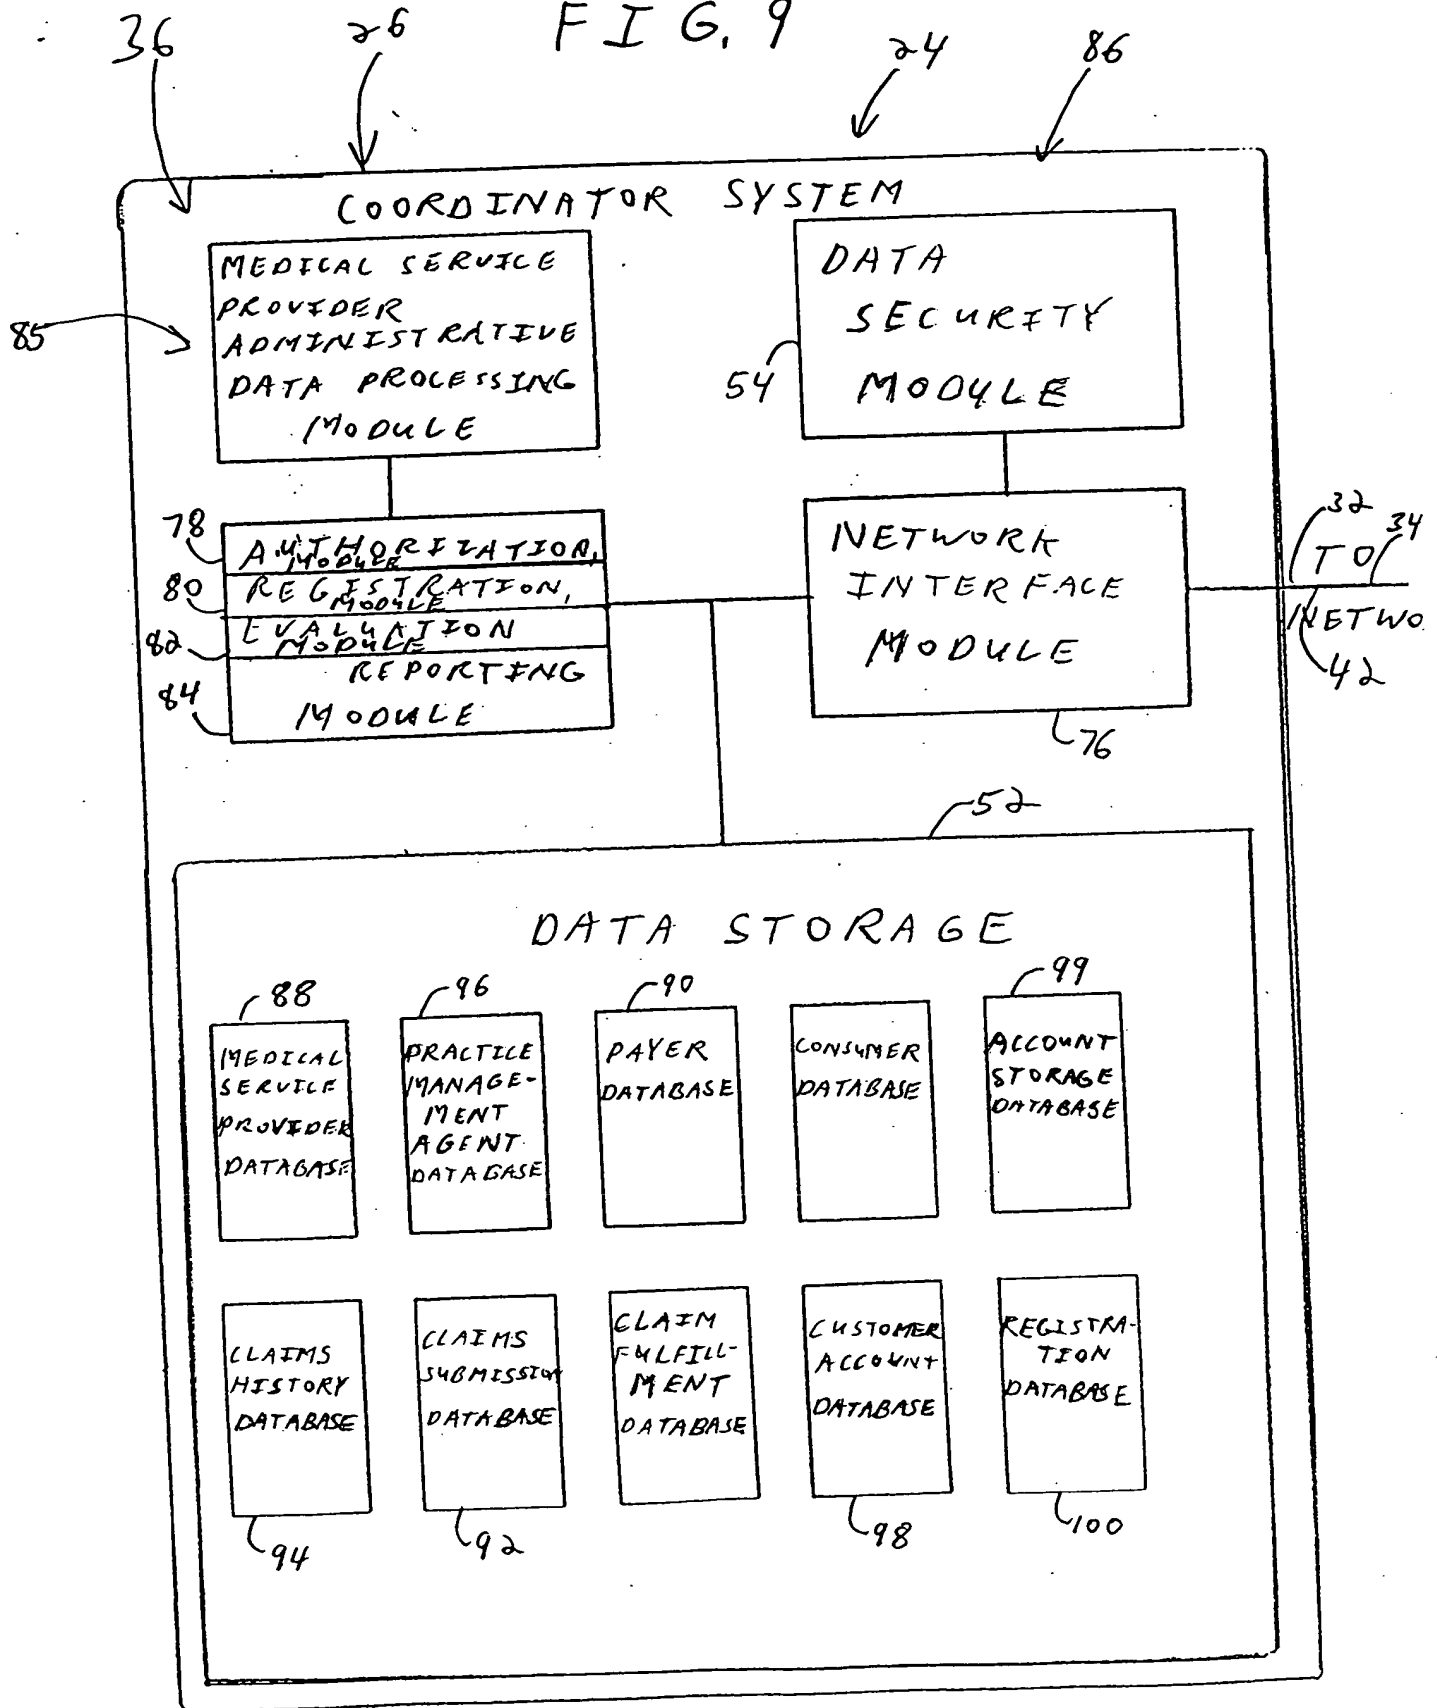 FIG. 9
36 26 24 86
COORDINATOR SYSTEM
MEDICAL SERVICE
PROVIDER
ADMINISTRATIVE
DATA PROCESSING
MODULE
85
DATA
SECURITY
MODULE
54
78
AUTHORIZATION,
MODULE
80
REGISTRATION,
MODULE
82
EVALUATION
MODULE
84
REPORTING
MODULE
NETWORK
INTERFACE
MODULE
76
32
TO
34
NETWO
42
52
DATA STORAGE
88
MEDICAL
SERVICE
PROVIDER
DATABASE
96
PRACTICE
MANAGE-
MENT
AGENT
DATABASE
90
PAYER
DATABASE
CONSUMER
DATABASE
99
ACCOUNT
STORAGE
DATABASE
CLAIMS
HISTORY
DATABASE
94
CLAIMS
SUBMISSION
DATABASE
92
CLAIM
FULFILL-
MENT
DATABASE
CUSTOMER
ACCOUNT
DATABASE
98
REGISTRA-
TION
DATABASE
100